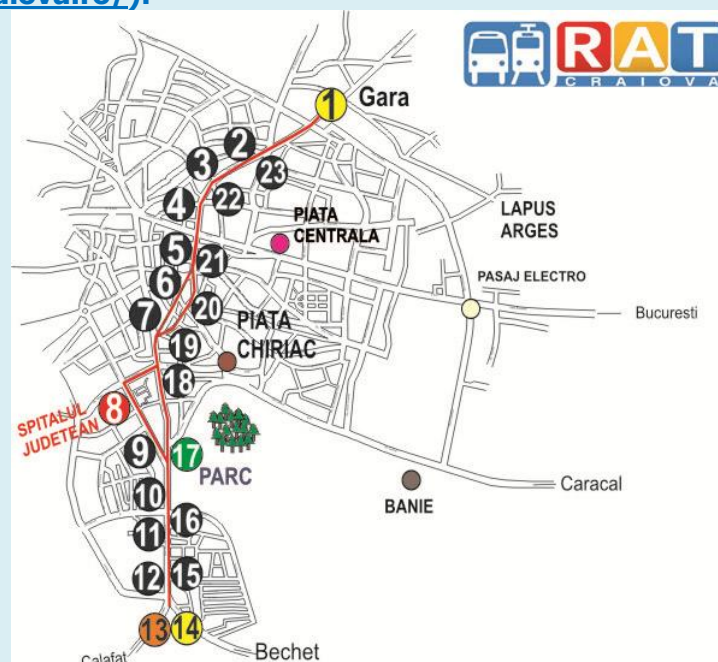 aiova.ro/).
RAT
CRAIOVA
1 Gara
2
3
23
4
22
PIATA
CENTRALA
LAPUS
ARGES
5
21
PASAJ ELECTRO
6
20
Bucuresti
7
PIATA
CHIRIAC
19
18
SPITALUL
JUDETEAN
8
9
17
PARC
10
BANIE
Caracal
11
16
12
15
13
14
Calafat
Bechet